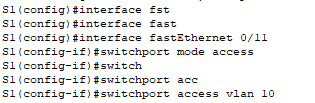 S1(config)#interface fst
S1(config)#interface fast
S1(config)#interface fastEthernet 0/11
S1(config-if)#switchport mode access
S1(config-if)#switch
S1(config-if)#switchport acc
S1(config-if)#switchport access vlan 10